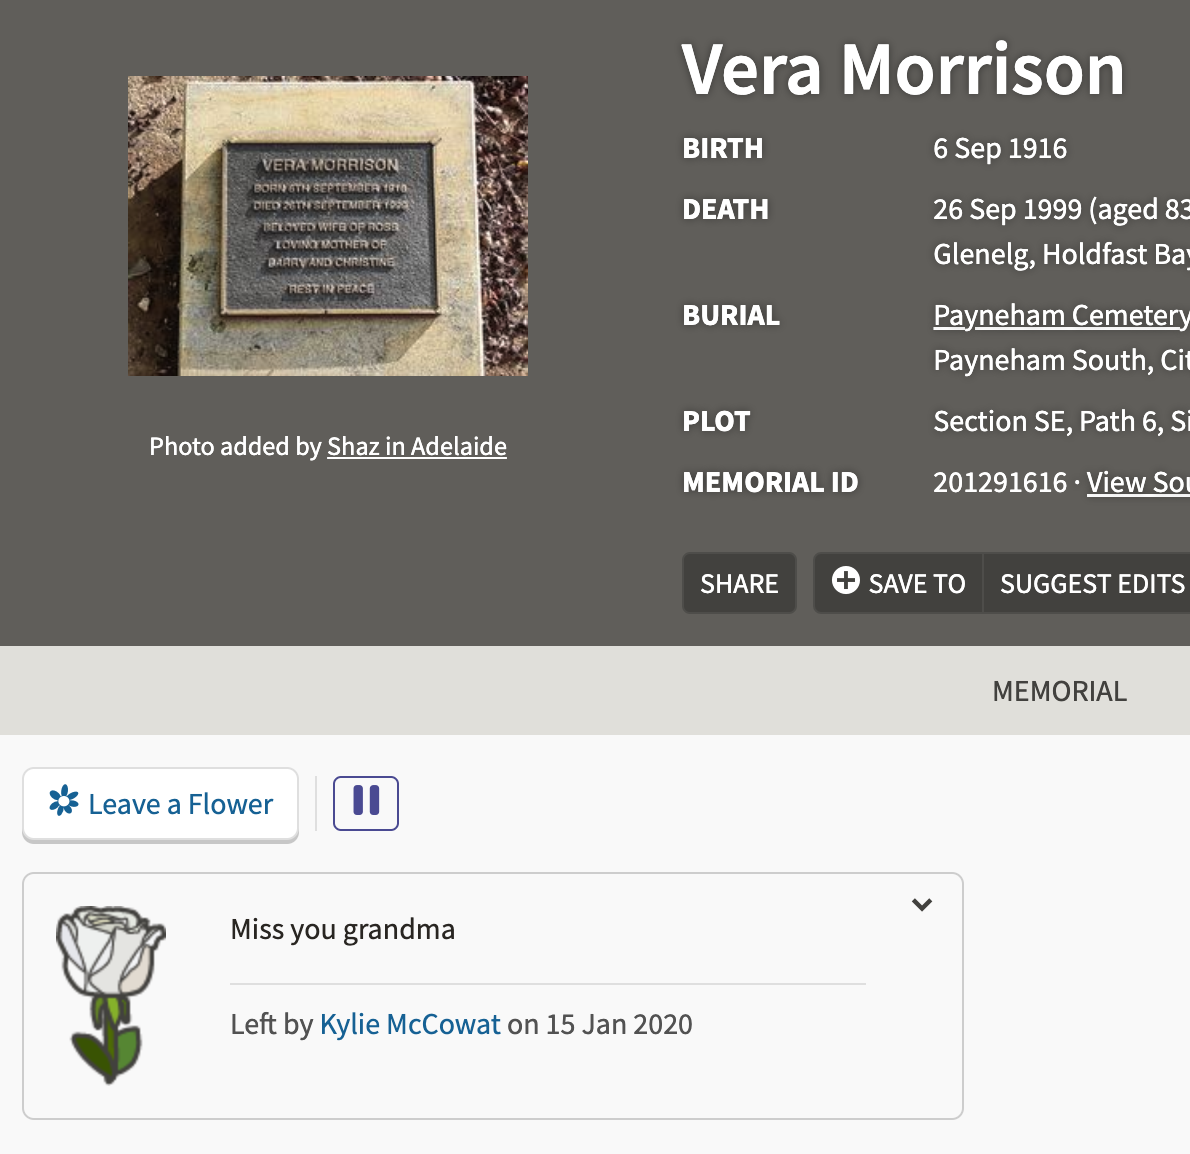 Vera Morrison
VERA MORRISON
BORN 6TH SEPTEMBER 1916
DIED 26TH SEPTEMBER 1999
BELOVED WIFE OF ROSS
LOVING MOTHER OF
BARRY AND CHRISTINE
REST IN PEACE
Photo added by Shaz in Adelaide
BIRTH 6 Sep 1916
DEATH 26 Sep 1999 (aged 83
Glenelg, Holdfast Bay
BURIAL Payneham Cemetery
Payneham South, Cit
PLOT Section SE, Path 6, Si
MEMORIAL ID 201291616 · View Sou
SHARE SAVE TO SUGGEST EDITS
MEMORIAL
Leave a Flower
Miss you grandma
Left by Kylie McCowat on 15 Jan 2020